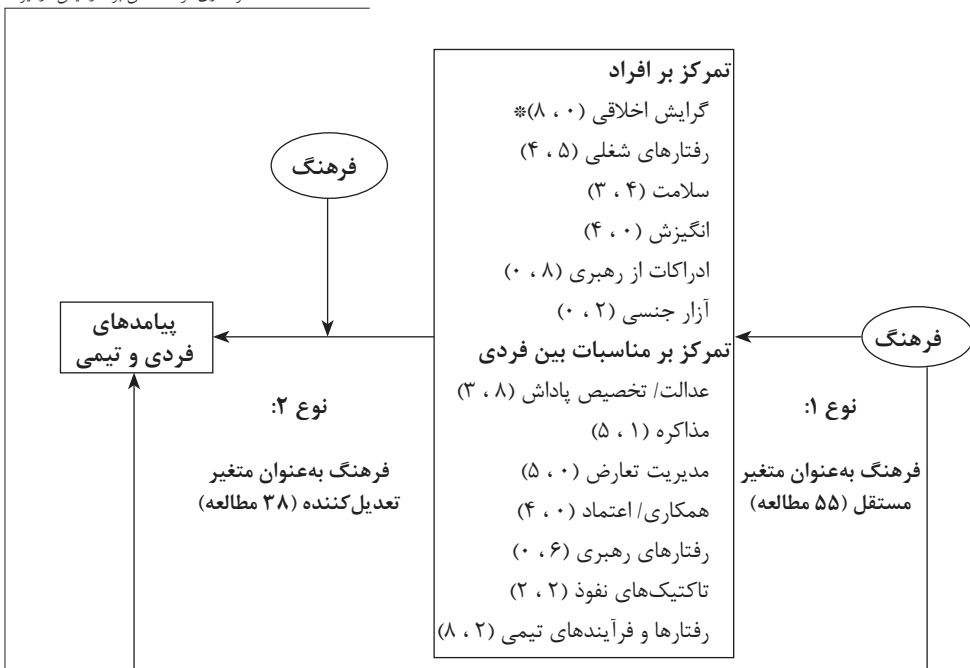 تمرکز بر افراد
گرایش اخلاقی (۰ ، ۸)*
رفتارهای شغلی (۵ ، ۴)
سلامت (۴ ، ۳)
انگیزش (۰ ، ۴)
ادراکات از رهبری (۸ ، ۰)
آزار جنسی (۲ ، ۰)
تمرکز بر مناسبات بین فردی
عدالت/ تخصیص پاداش (۸ ، ۳)
مذاکره (۱ ، ۵)
مدیریت تعارض (۰ ، ۵)
همکاری/ اعتماد (۰ ، ۴)
رفتارهای رهبری (۶ ، ۰)
تاکتیک‌های نفوذ (۲ ، ۲)
رفتارها و فرآیندهای تیمی (۲ ، ۸)
فرهنگ
نوع ۱:
فرهنگ به‌عنوان متغیر
مستقل (۵۵ مطالعه)
فرهنگ
نوع ۲:
فرهنگ به‌عنوان متغیر
تعدیل‌کننده (۳۸ مطالعه)
پیامدهای
فردی و تیمی